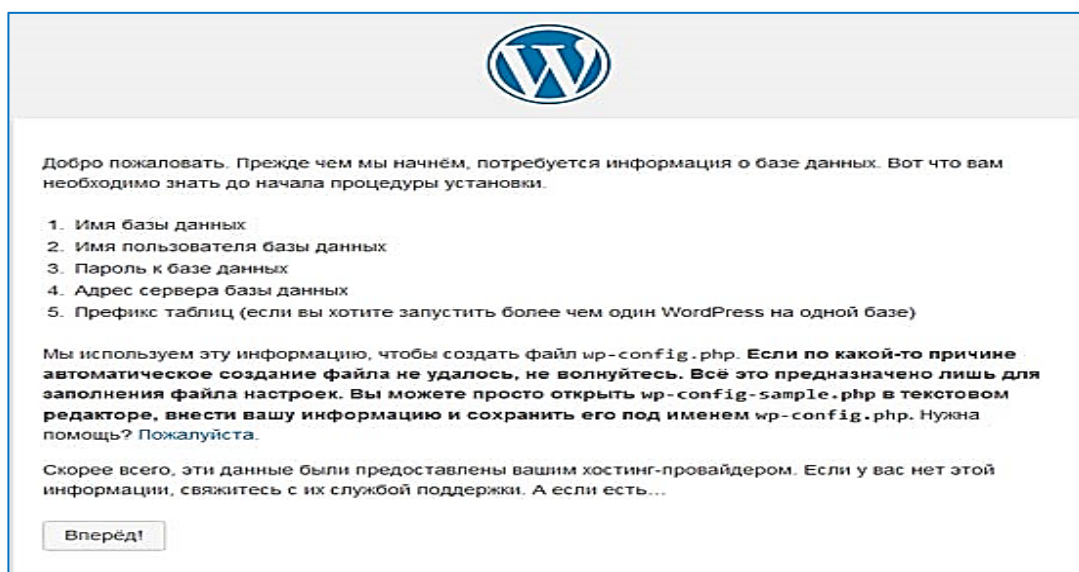 Добро пожаловать. Прежде чем мы начнём, потребуется информация о базе данных. Вот что вам
необходимо знать до начала процедуры установки.
1. Имя базы данных
2. Имя пользователя базы данных
3. Пароль к базе данных
4. Адрес сервера базы данных
5. Префикс таблиц (если вы хотите запустить более чем один WordPress на одной базе)
Мы используем эту информацию, чтобы создать файл wp-config.php. Если по какой-то причине
автоматическое создание файла не удалось, не волнуйтесь. Всё это предназначено лишь для
заполнения файла настроек. Вы можете просто открыть wp-config-sample.php в текстовом
редакторе, внести вашу информацию и сохранить его под именем wp-config.php. Нужна
помощь? Пожалуйста.
Скорее всего, эти данные были предоставлены вашим хостинг-провайдером. Если у вас нет этой
информации, свяжитесь с их службой поддержки. А если есть...
Вперёд!